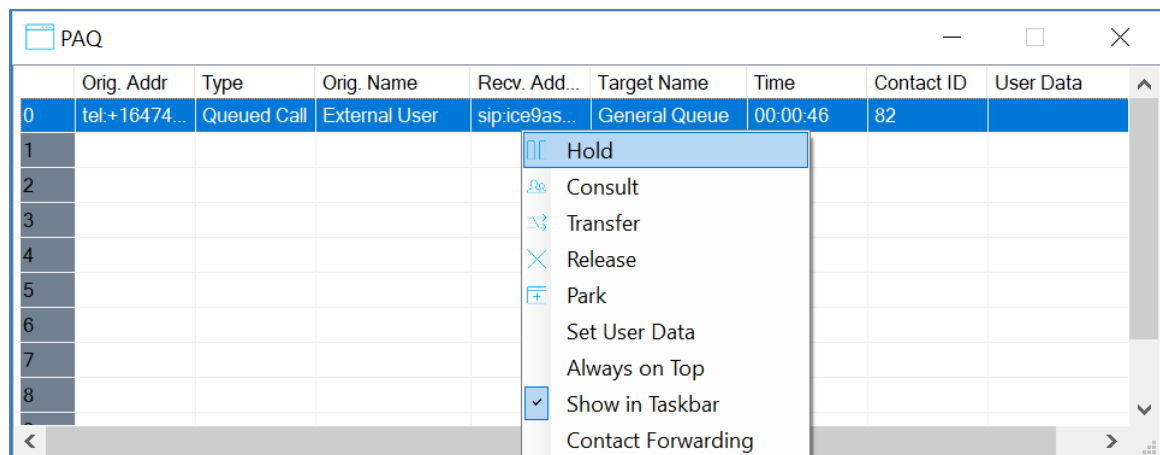 PAQ
Orig. Addr Type Orig. Name Recv. Add... Target Name Time Contact ID User Data
0 tel:+16474... Queued Call External User sip:ice9as... General Queue 00:00:46 82
1 Hold
2 Consult
3 Transfer
4 Release
5 Park
6 Set User Data
7 Always on Top
8 Show in Taskbar
Contact Forwarding